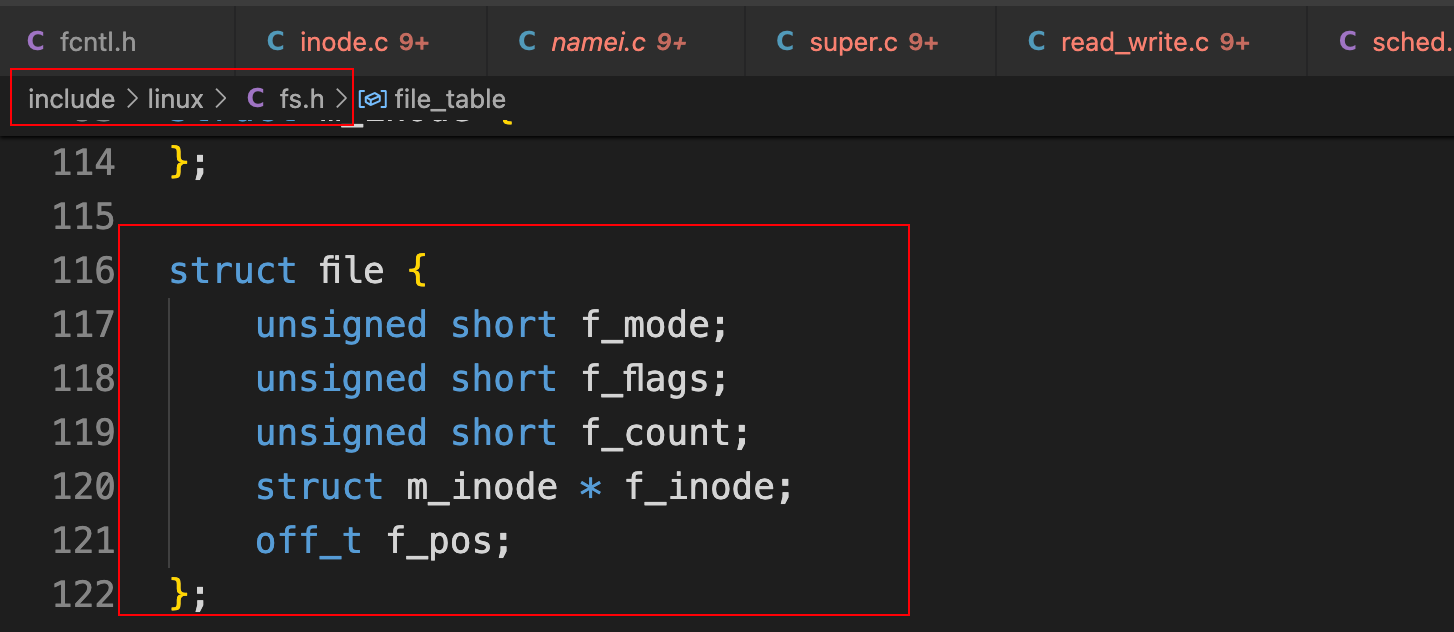 C fcntl.h C inode.c 9+ C namei.c 9+ C super.c 9+ C read_write.c 9+ C sched.
include > linux > C fs.h > file_table
114 };
115
116 struct file {
117 unsigned short f_mode;
118 unsigned short f_flags;
119 unsigned short f_count;
120 struct m_inode * f_inode;
121 off_t f_pos;
122 };